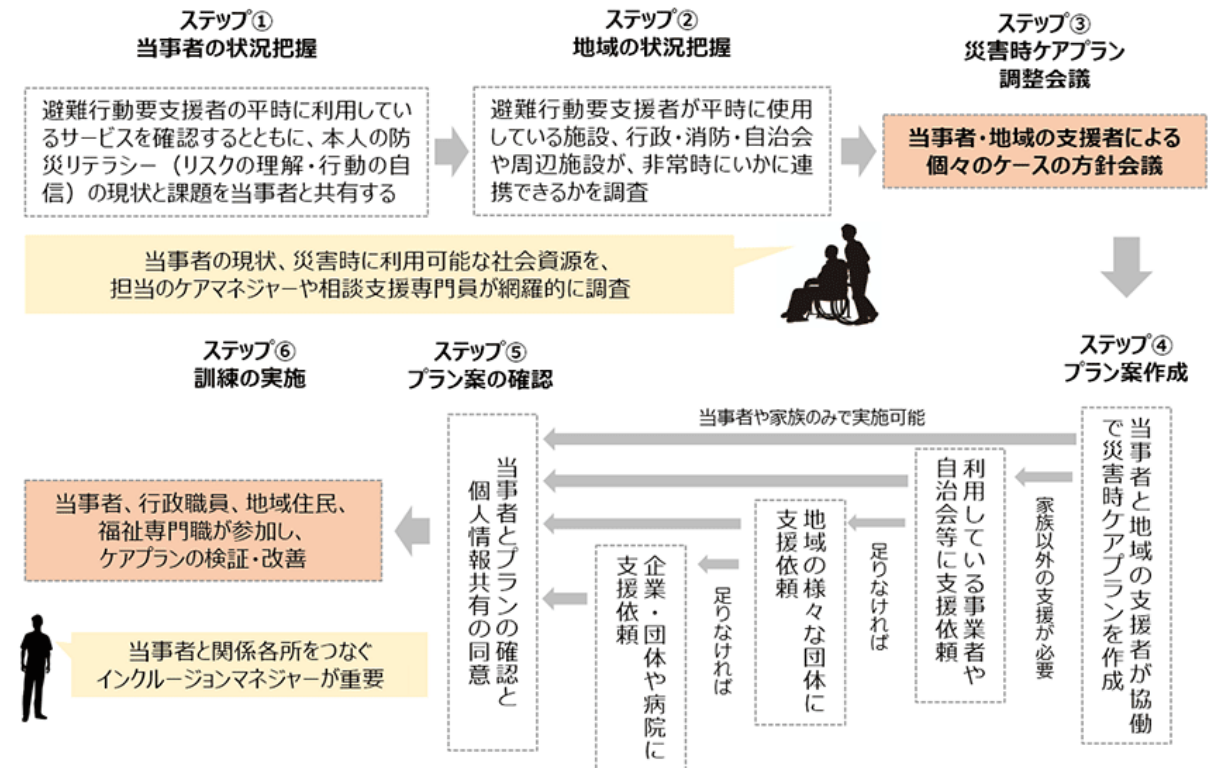 ステップ①
当事者の状況把握
避難行動要支援者の平時に利用してい
るサービスを確認するとともに、本人の防
災リテラシー（リスクの理解・行動の自
信）の現状と課題を当事者と共有する
ステップ②
地域の状況把握
避難行動要支援者が平時に使用
している施設、行政・消防・自治会
や周辺施設が、非常時にいかに連
携できるかを調査
ステップ③
災害時ケアプラン
調整会議
当事者・地域の支援者による
個々のケースの方針会議
当事者の現状、災害時に利用可能な社会資源を、
担当のケアマネジャーや相談支援専門員が網羅的に調査
ステップ④
プラン案作成
当事者と地域の支援者が協働
で災害時ケアプランを作成
当事者や家族のみで実施可能
家族以外の支援が必要
利用している事業者や
自治会等に支援依頼
足りなければ
地域の様々な団体に
支援依頼
足りなければ
企業・団体や病院に
支援依頼
ステップ⑤
プラン案の確認
当事者とプランの確認と
個人情報共有の同意
ステップ⑥
訓練の実施
当事者、行政職員、地域住民、
福祉専門職が参加し、
ケアプランの検証・改善
当事者と関係各所をつなぐ
インクルージョンマネジャーが重要